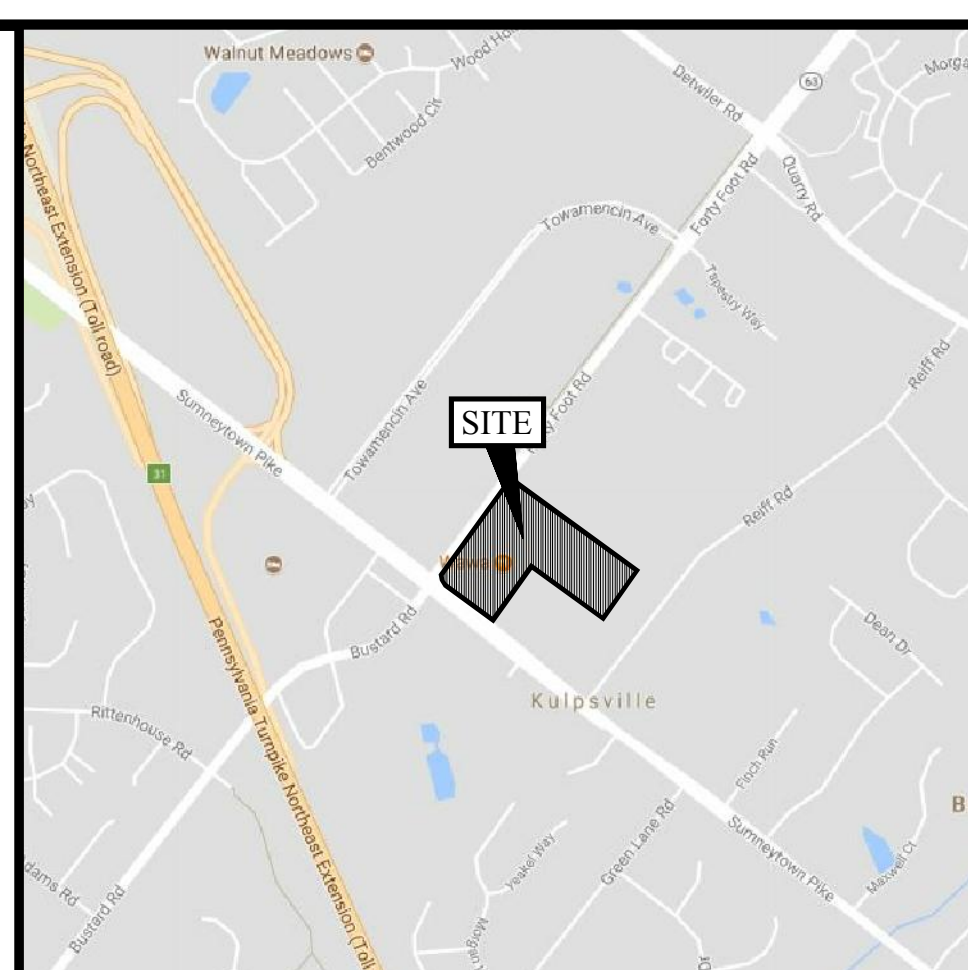 Walnut Meadows
Wood Ho
Bentwood Cir
Detwiler Rd
63
Morga
Quarry Rd
Forty Foot Rd
Towamencin Ave
Tapestry Way
Northeast Extension (Toll road)
Reiff Rd
Sumneytown Pike
Towamencin Ave
Foot Rd
SITE
31
Reiff Rd
Wawa
Bustard Rd
Dean Dr
Pennsylvania Turnpike Northeast Extension (Toll
Kulpsville
Rittenhouse Rd
Finch Run
B
Green Lane Rd
Sumneytown Pike
Yeakel Way
Maxwell Ct
dams Rd
Bustard Rd
Morg